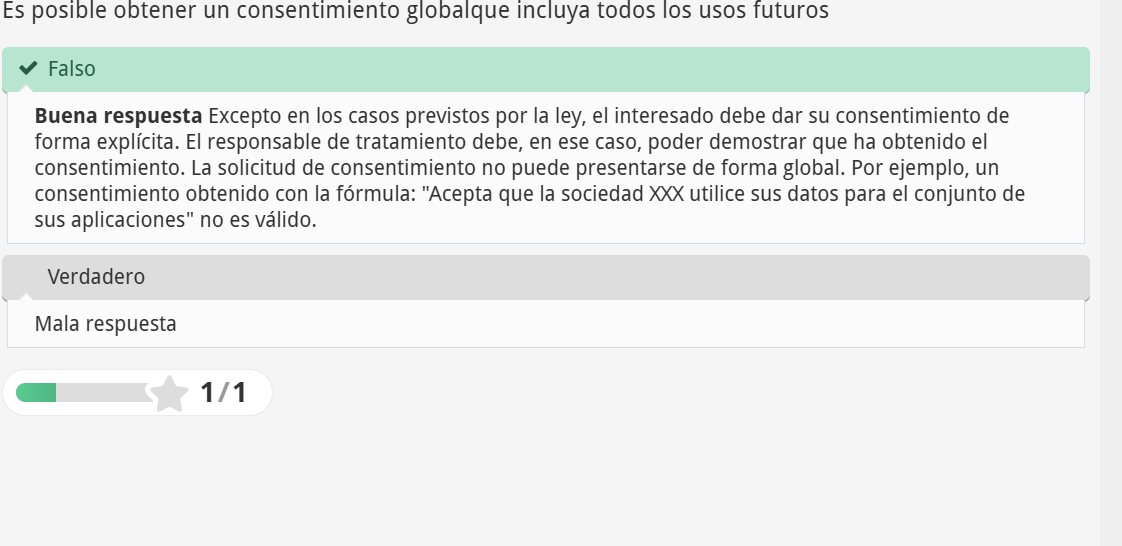 Es posible obtener un consentimiento globalque incluya todos los usos futuros
Falso
Buena respuesta Excepto en los casos previstos por la ley, el interesado debe dar su consentimiento de
forma explícita. El responsable de tratamiento debe, en ese caso, poder demostrar que ha obtenido el
consentimiento. La solicitud de consentimiento no puede presentarse de forma global. Por ejemplo, un
consentimiento obtenido con la fórmula: "Acepta que la sociedad XXX utilice sus datos para el conjunto de
sus aplicaciones" no es válido.
Verdadero
Mala respuesta
1/1